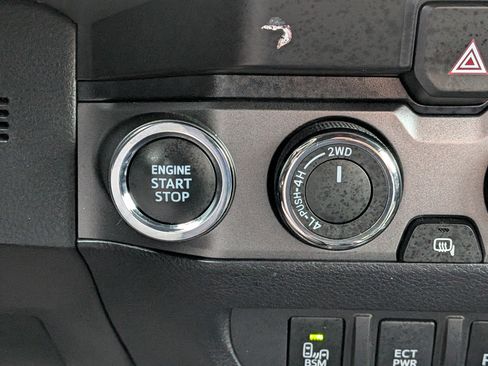 ENGINE
START
STOP
2WD
4L-PUSH-4H
BSM
ECT
PWR